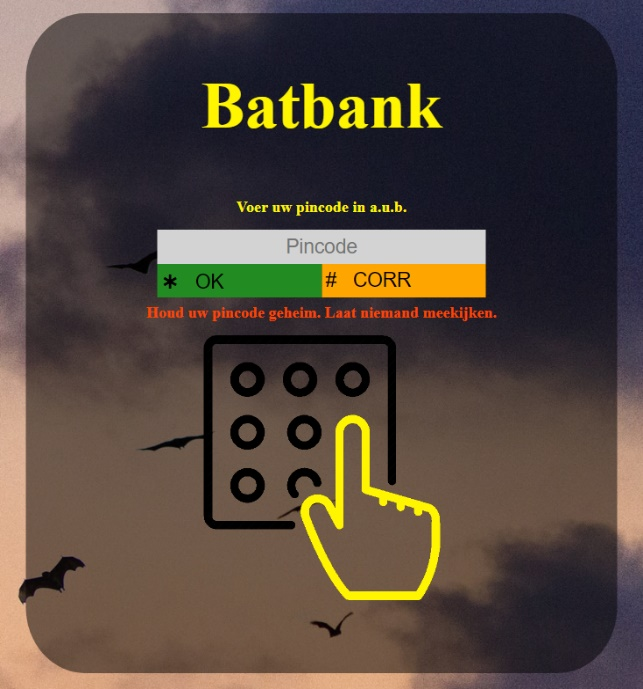 Batbank
Voer uw pincode in a.u.b.
Pincode
* OK # CORR
Houd uw pincode geheim. Laat niemand meekijken.